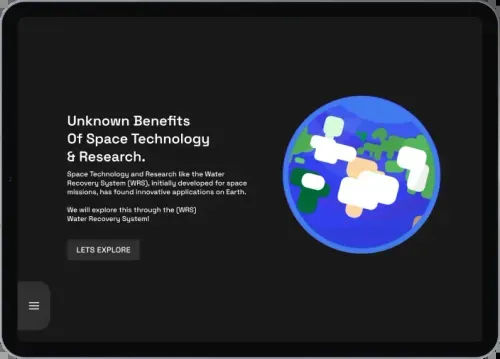 Unknown Benefits
Of Space Technology
& Research.
Space Technology and Research like the Water
Recovery System (WRS), initially developed for space
missions, has found innovative applications on Earth.
We will explore this through the (WRS)
Water Recovery System!
LETS EXPLORE